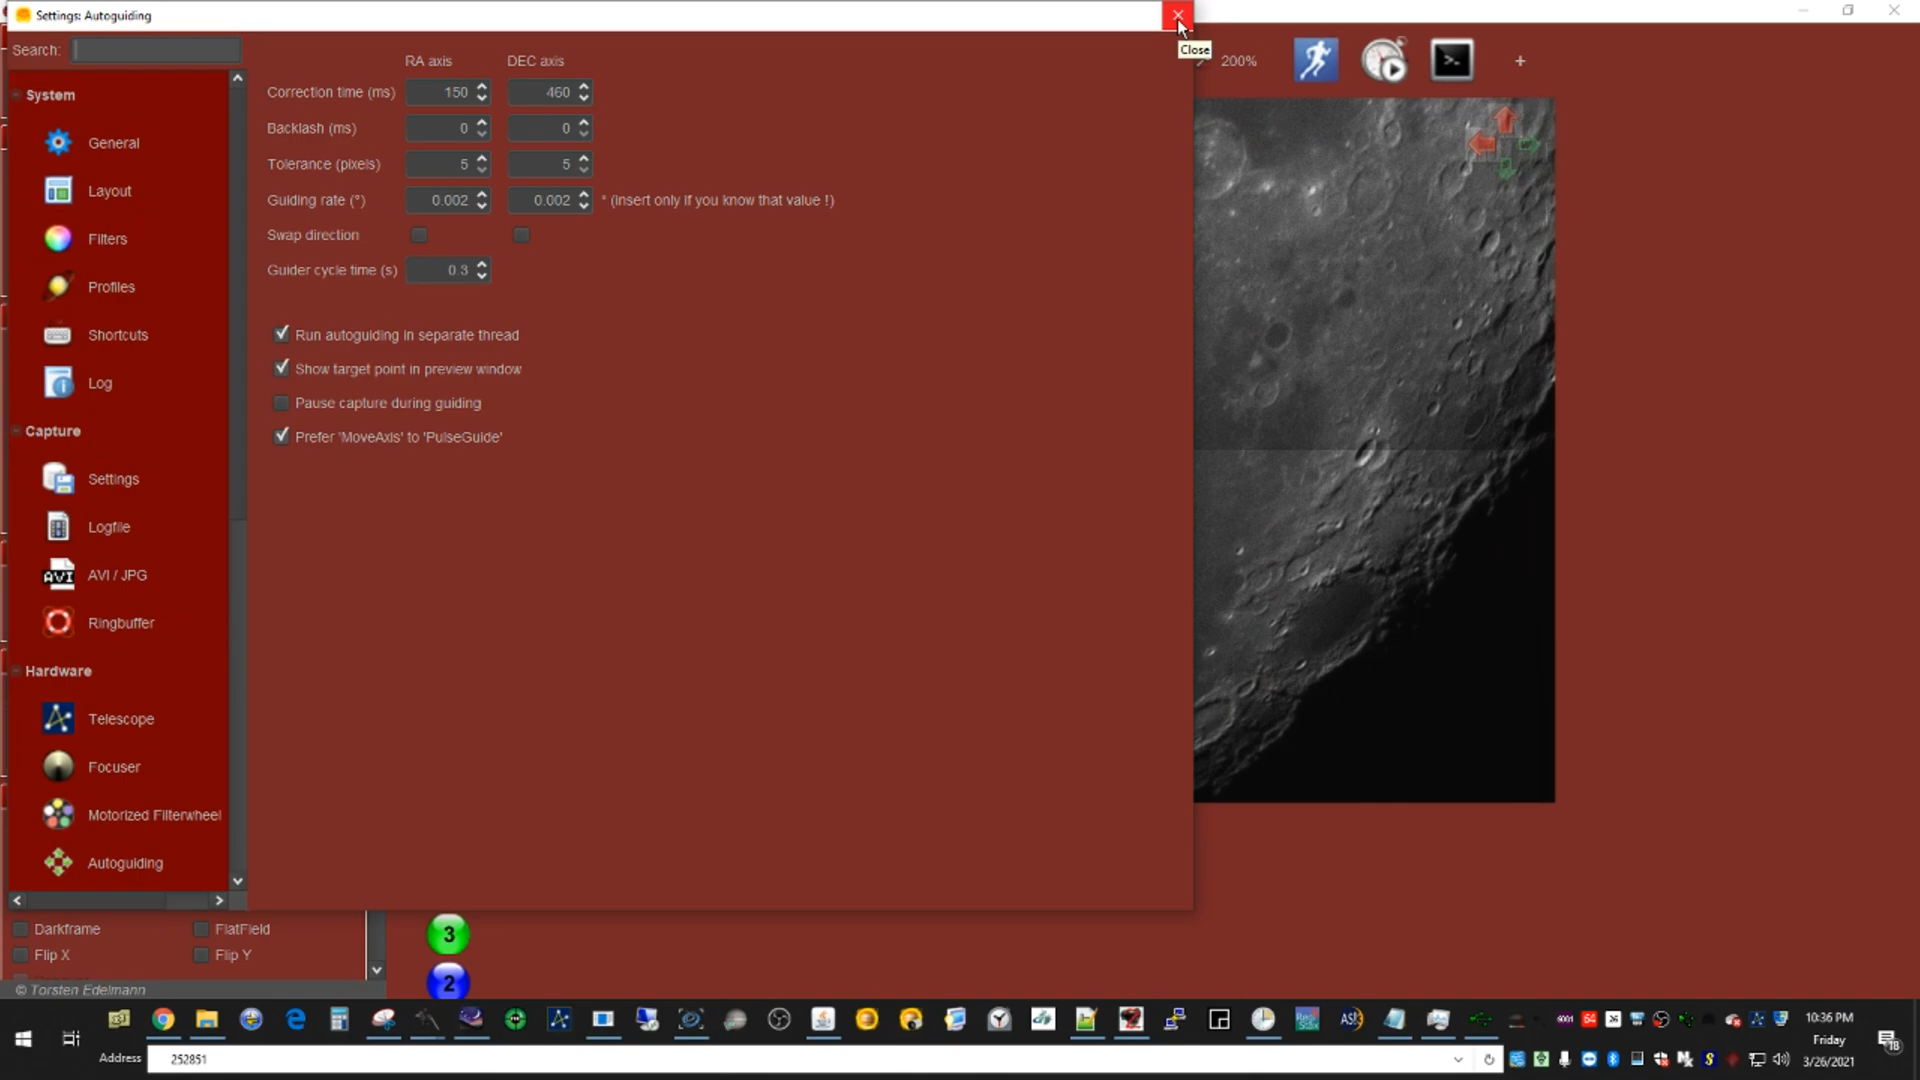 Settings: Autoguiding
Close
Search:
200%
RA axis DEC axis
Correction time (ms) 150 460
Backlash (ms) 0 0
Tolerance (pixels) 5 5
Guiding rate (°) 0.002 0.002 * (insert only if you know that value !)
Swap direction
Guider cycle time (s) 0.3
Run autoguiding in separate thread
Show target point in preview window
Pause capture during guiding
Prefer 'MoveAxis' to 'PulseGuide'
System
General
Layout
Filters
Profiles
Shortcuts
Log
Capture
Settings
Logfile
AVI / JPG
Ringbuffer
Hardware
Telescope
Focuser
Motorized Filterwheel
Autoguiding
Darkframe FlatField
Flip X Flip Y
3
2
© Torsten Edelmann
10:36 PM
Friday
3/26/2021
18
Address 252851